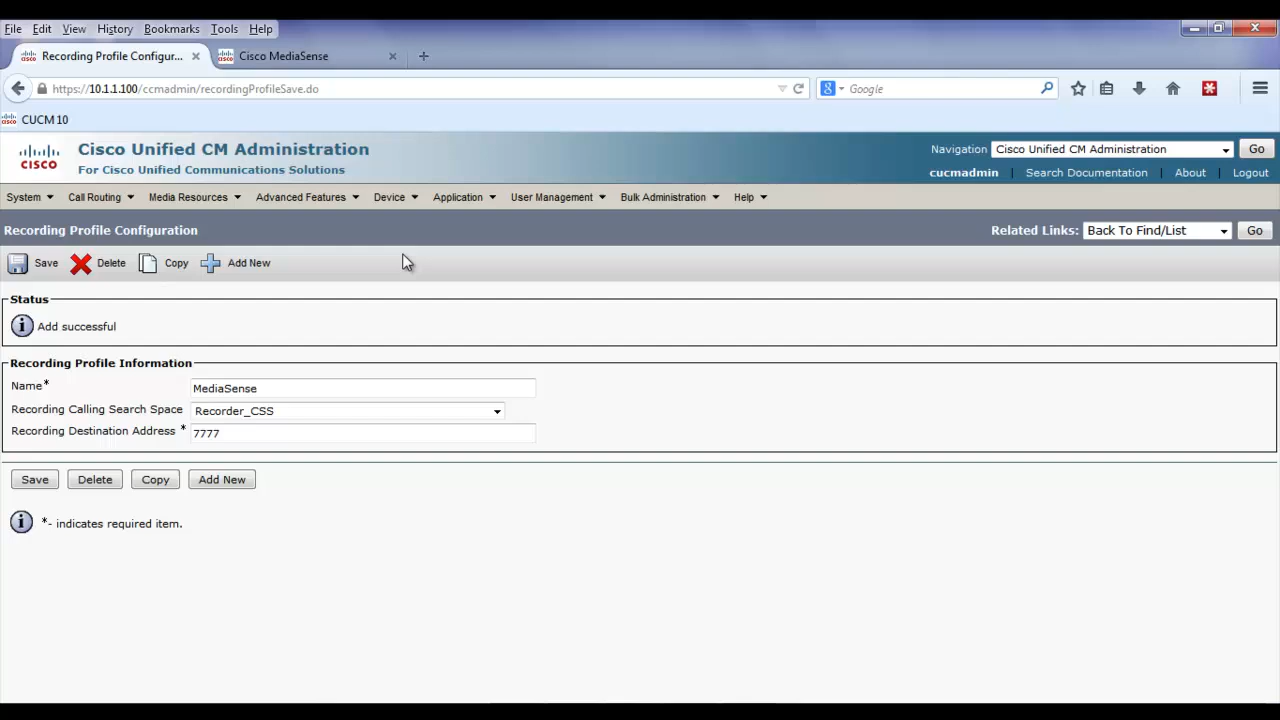 File Edit View History Bookmarks Tools Help
Recording Profile Configur... Cisco MediaSense
https://10.1.1.100/ccmadmin/recordingProfileSave.do Google
CUCM 10
Cisco Unified CM Administration Navigation Cisco Unified CM Administration Go
CISCO For Cisco Unified Communications Solutions cucmadmin | Search Documentation | About | Logout
System Call Routing Media Resources Advanced Features Device Application User Management Bulk Administration Help
Recording Profile Configuration Related Links: Back To Find/List Go
Save Delete Copy Add New
Status
Add successful
Recording Profile Information
Name* MediaSense
Recording Calling Search Space Recorder_CSS
Recording Destination Address * 7777
Save Delete Copy Add New
*- indicates required item.